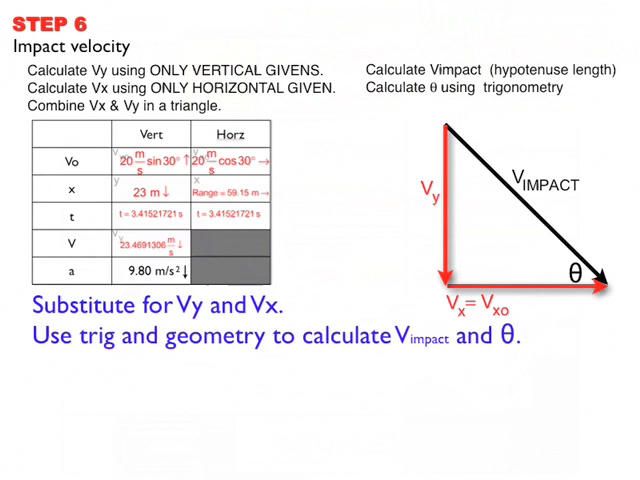 STEP 6
Impact velocity
Calculate Vy using ONLY VERTICAL GIVENS.
Calculate Vx using ONLY HORIZONTAL GIVEN.
Combine Vx & Vy in a triangle.
Calculate Vimpact (hypotenuse length)
Calculate θ using trigonometry
Vert Horz
Vo 20 m/s sin30° ↑ 20 m/s cos30° →
x y 23 m ↓ x Range = 59.15 m →
t t = 3.41521721 s t = 3.41521721 s
V Vy 23.4691306 m/s ↓
a 9.80 m/s² ↓
Vy
VIMPACT
θ
Vx = Vxo
Substitute for Vy and Vx.
Use trig and geometry to calculate Vimpact and θ.